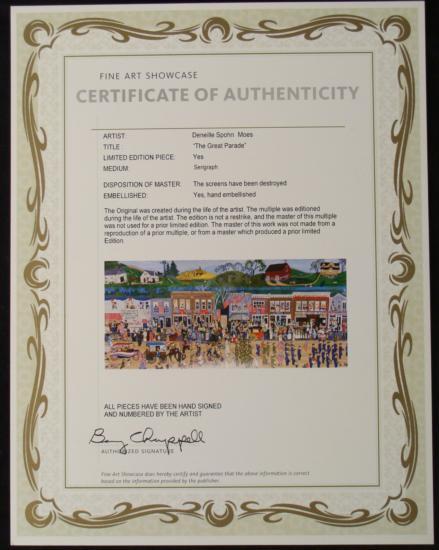 FINE ART SHOWCASE
CERTIFICATE OF AUTHENTICITY
ARTIST: Deneille Spohn Moes
TITLE "The Great Parade"
LIMITED EDITION PIECE: Yes
MEDIUM: Serigraph
DISPOSITION OF MASTER: The screens have been destroyed
EMBELLISHED: Yes, hand embellished
The Original was created during the life of the artist. The multiple was editioned
during the life of the artist. The edition is not a restrike, and the master of this multiple
was not used for a prior limited edition. The master of this work was not made from a
reproduction of a prior multiple, or from a master which produced a prior limited
Edition.
ALL PIECES HAVE BEEN HAND SIGNED
AND NUMBERED BY THE ARTIST
AUTHORIZED SIGNATURE
Fine Art Showcase does hereby certify and guarantee that the above information is correct
based on the information provided by the publisher.